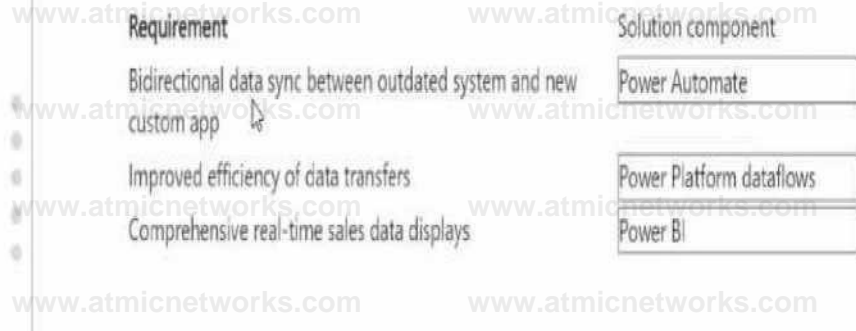 www.atmicnetworks.com www.atmicnetworks.com
Requirement Solution component
Bidirectional data sync between outdated system and new Power Automate
custom app
www.atmicnetworks.com www.atmicnetworks.com
Improved efficiency of data transfers Power Platform dataflows
www.atmicnetworks.com www.atmicnetworks.com
Comprehensive real-time sales data displays Power BI
www.atmicnetworks.com www.atmicnetworks.com